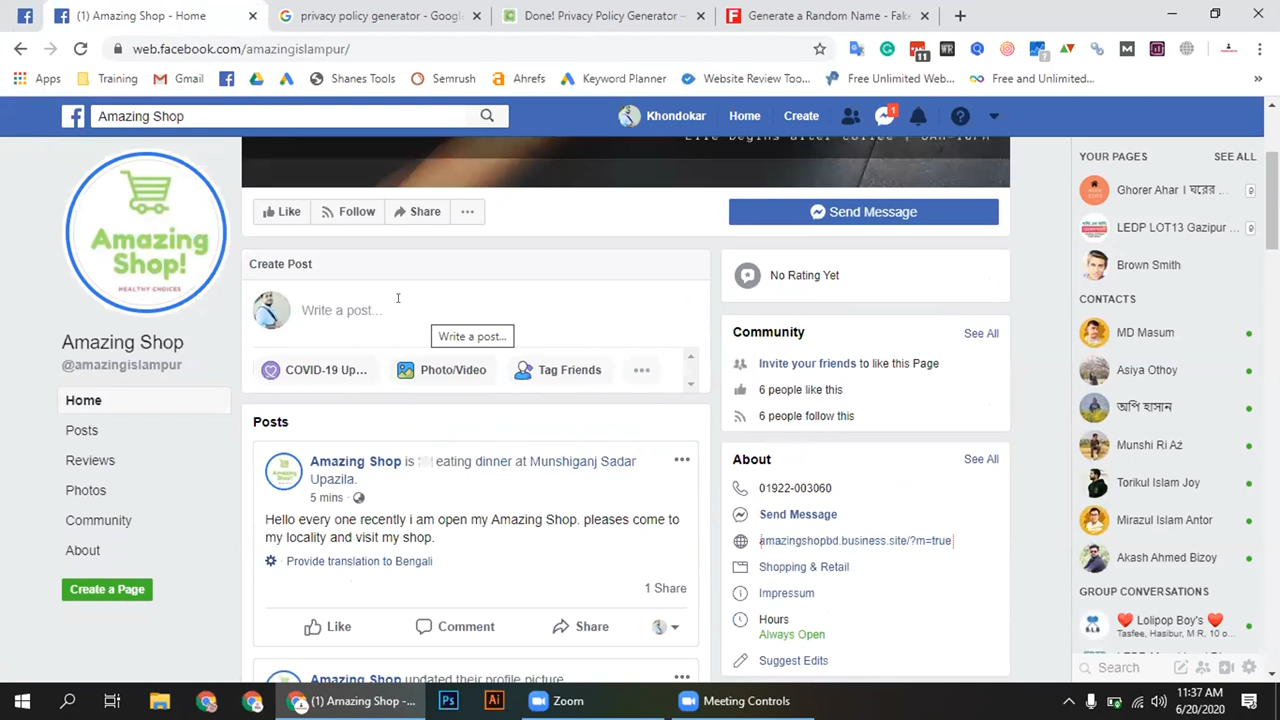 (1) Amazing Shop - Home
privacy policy generator - Google
Done! Privacy Policy Generator -
Generate a Random Name - Fake
web.facebook.com/amazingislampur/
11
WR
?
M
Apps
Training
Gmail
Shanes Tools
Semrush
Ahrefs
Keyword Planner
Website Review Too...
Free Unlimited Web...
Free and Unlimited...
»
Amazing Shop
Khondokar
Home
Create
1
Amazing
Shop!
HEALTHY CHOICES
Like
Follow
Share
...
Send Message
Create Post
Write a post...
Write a post...
COVID-19 Up...
Photo/Video
Tag Friends
...
Amazing Shop
@amazingislampur
Home
Posts
Reviews
Photos
Community
About
Create a Page
Posts
Amazing Shop is eating dinner at Munshiganj Sadar
Upazila.
5 mins ·
Hello every one recently i am open my Amazing Shop. pleases come to
my locality and visit my shop.
Provide translation to Bengali
1 Share
Like
Comment
Share
Amazing Shop updated their profile picture.
No Rating Yet
Community
See All
Invite your friends to like this Page
6 people like this
6 people follow this
About
See All
01922-003060
Send Message
amazingshopbd.business.site/?m=true
Shopping & Retail
Impressum
Hours
Always Open
Suggest Edits
YOUR PAGES
SEE ALL
Ghorer Ahar । ঘরের ...
9
LEDP LOT13 Gazipur ...
9
Brown Smith
CONTACTS
MD Masum
Asiya Othoy
অপি হাসান
Munshi Ri Az
Torikul Islam Joy
Mirazul Islam Antor
Akash Ahmed Bizoy
GROUP CONVERSATIONS
Lolipop Boy's
Tasfee, Hasibur, M R, 10 o...
Search
(1) Amazing Shop -...
Ps
Ai
Zoom
Meeting Controls
11:37 AM
6/20/2020